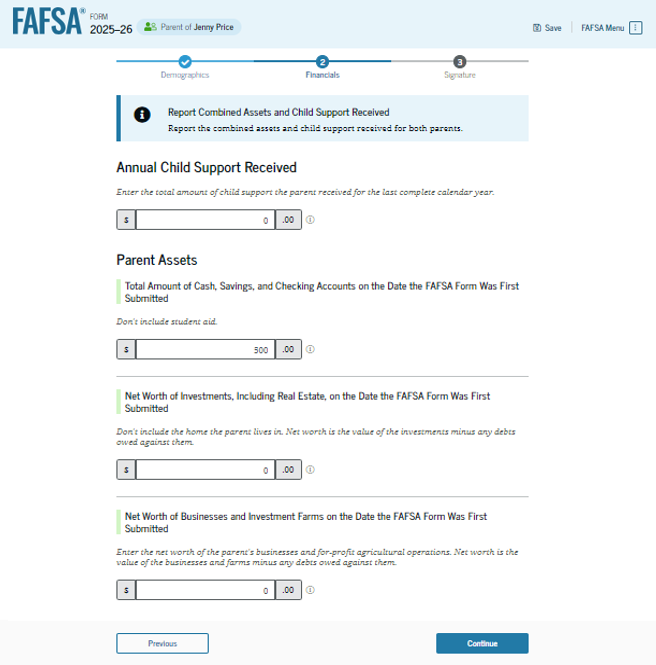 FAFSA® FORM 2025–26 Parent of Jenny Price Save FAFSA Menu
Demographics 2 Financials 3 Signature
Report Combined Assets and Child Support Received
Report the combined assets and child support received for both parents.
Annual Child Support Received
Enter the total amount of child support the parent received for the last complete calendar year.
$ 0 .00
Parent Assets
Total Amount of Cash, Savings, and Checking Accounts on the Date the FAFSA Form Was First
Submitted
Don't include student aid.
$ 500 .00
Net Worth of Investments, Including Real Estate, on the Date the FAFSA Form Was First
Submitted
Don't include the home the parent lives in. Net worth is the value of the investments minus any debts
owed against them.
$ 0 .00
Net Worth of Businesses and Investment Farms on the Date the FAFSA Form Was First
Submitted
Enter the net worth of the parent's businesses and for-profit agricultural operations. Net worth is the
value of the businesses and farms minus any debts owed against them.
$ 0 .00
Previous Continue